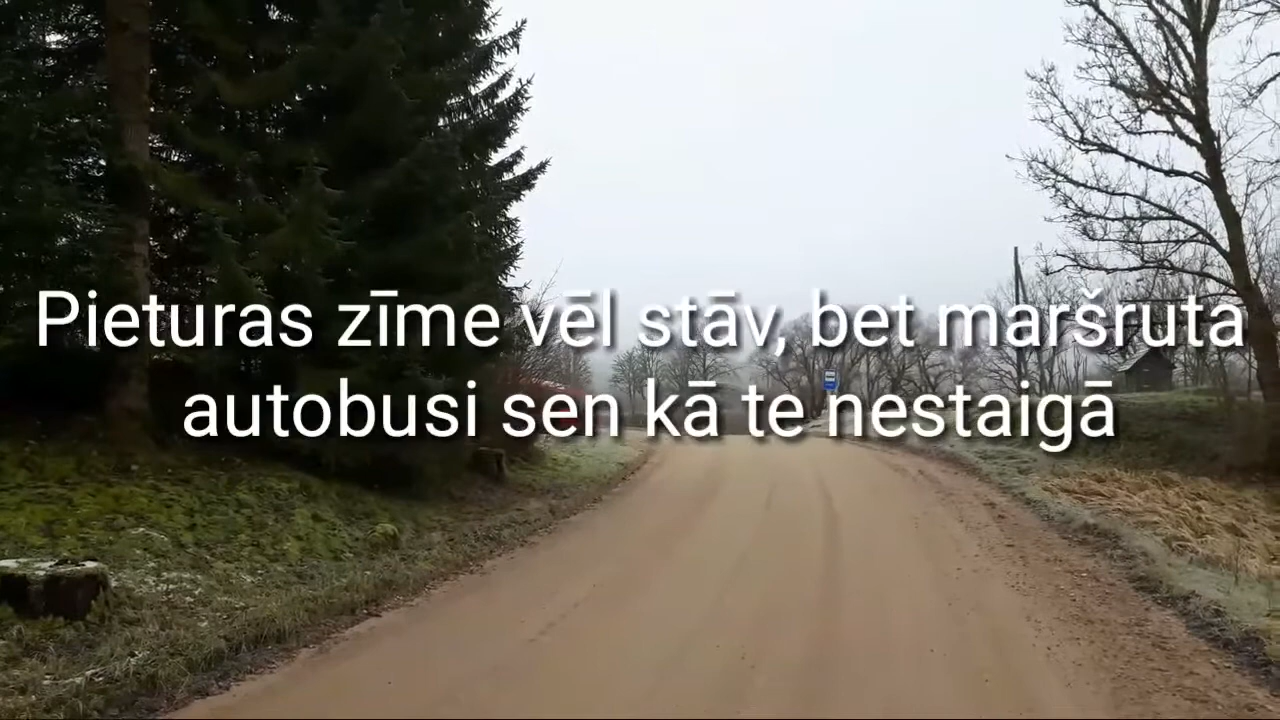 Pieturas zīme vēl stāv, bet maršruta
autobusi sen kā te nestaigā